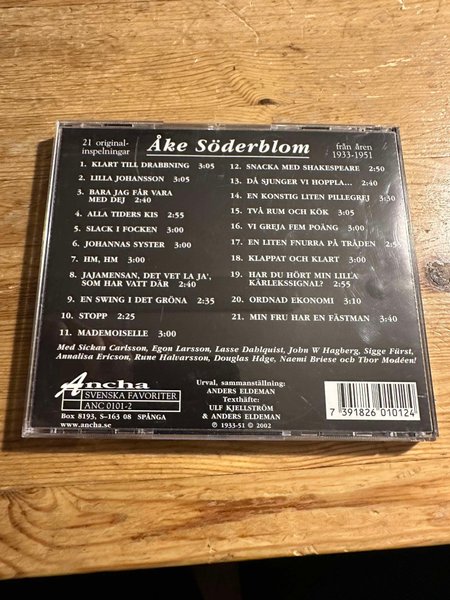 21 original-
inspelningar
Åke Söderblom
från åren
1933-1951
1. KLART TILL DRABBNING 3:05
2. LILLA JOHANSSON 3:05
3. BARA JAG FÅR VARA
MED DEJ 2:40
4. ALLA TIDERS KIS 2:55
5. SLACK I FOCKEN 3:00
6. JOHANNAS SYSTER 3:00
7. HM, HM 3:00
8. JAJAMENSAN, DET VET LA JA',
SOM HAR VATT DÄR 2:40
9. EN SWING I DET GRÖNA 2:35
10. STOPP 2:25
11. MADEMOISELLE 3:00
12. SNACKA MED SHAKESPEARE 2:50
13. DÅ SJUNGER VI HOPPLA... 2:40
14. EN KONSTIG LITEN PILLEGREJ 3:30
15. TVÅ RUM OCH KÖK 3:05
16. VI GREJA FEM POÄNG 3:00
17. EN LITEN FNURRA PÅ TRÅDEN
18. KLAPPAT OCH KLART 3:00
19. HAR DU HÖRT MIN LILLA
KÄRLEKSSIGNAL? 3:10
20. ORDNAD EKONOMI 3:10
21. MIN FRU HAR EN FÄSTMAN 3:40
Med Sickan Carlsson, Egon Larsson, Lasse Dahlquist, John W Hagberg, Sigge Fürst,
Annalisa Ericson, Rune Halvarsson, Douglas Håge, Naemi Briese och Thor Modéen!
Ancha
SVENSKA FAVORITER
ANC 0101-2
Box 8193, S-163 08 SPÅNGA
www.ancha.se
Urval, sammanställning:
ANDERS ELDEMAN
Texthäfte:
ULF KJELLSTRÖM
& ANDERS ELDEMAN
℗ 1933-51 © 2002
7 391826 010124